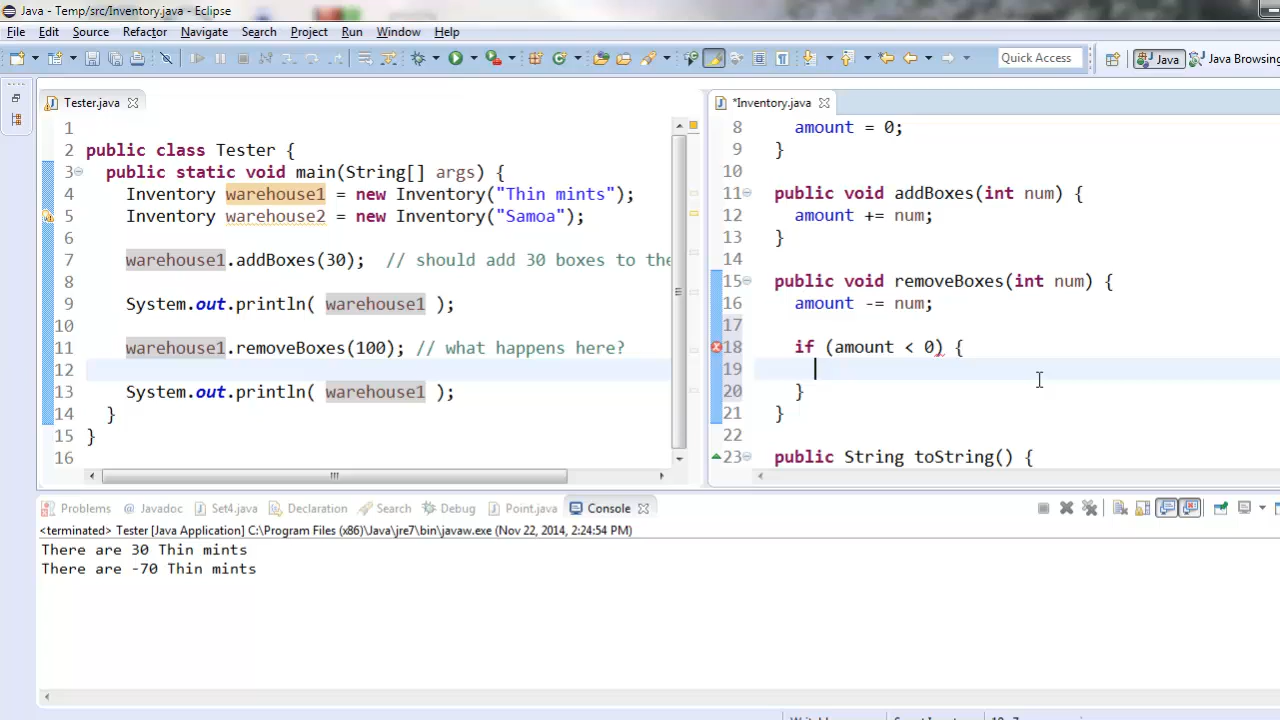 Java - Temp/src/Inventory.java - Eclipse
File Edit Source Refactor Navigate Search Project Run Window Help
Quick Access Java Java Browsing
Tester.java
1
2 public class Tester {
3 public static void main(String[] args) {
4 Inventory warehouse1 = new Inventory("Thin mints");
5 Inventory warehouse2 = new Inventory("Samoa");
6
7 warehouse1.addBoxes(30); // should add 30 boxes to the
8
9 System.out.println( warehouse1 );
10
11 warehouse1.removeBoxes(100); // what happens here?
12
13 System.out.println( warehouse1 );
14 }
15 }
16
*Inventory.java
8 amount = 0;
9 }
10
11 public void addBoxes(int num) {
12 amount += num;
13 }
14
15 public void removeBoxes(int num) {
16 amount -= num;
17
18 if (amount < 0) {
19
20 }
21 }
22
23 public String toString() {
Problems @ Javadoc Set4.java Declaration Search Debug Point.java Console
<terminated> Tester [Java Application] C:\Program Files (x86)\Java\jre7\bin\javaw.exe (Nov 22, 2014, 2:24:54 PM)
There are 30 Thin mints
There are -70 Thin mints